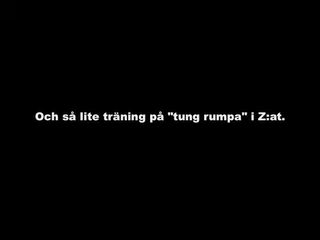 Och så lite träning på "tung rumpa" i Z:at.